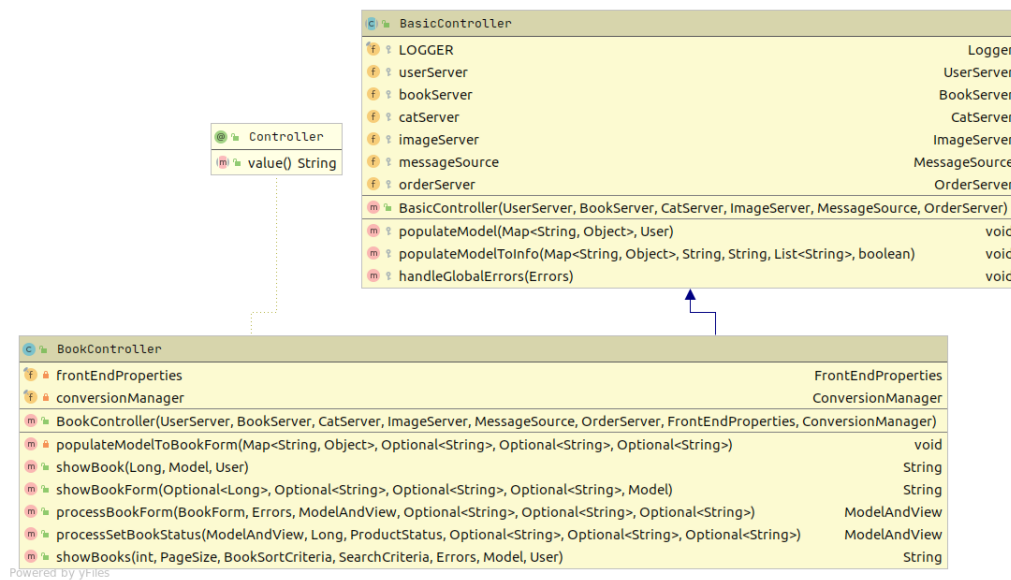 BasicController
LOGGER Logger
userServer UserServer
bookServer BookServer
catServer CatServer
imageServer ImageServer
messageSource MessageSource
orderServer OrderServer
BasicController(UserServer, BookServer, CatServer, ImageServer, MessageSource, OrderServer)
populateModel(Map<String, Object>, User) void
populateModelToInfo(Map<String, Object>, String, String, List<String>, boolean) void
handleGlobalErrors(Errors) void
Controller
value() String
BookController
frontEndProperties FrontEndProperties
conversionManager ConversionManager
BookController(UserServer, BookServer, CatServer, ImageServer, MessageSource, OrderServer, FrontEndProperties, ConversionManager)
populateModelToBookForm(Map<String, Object>, Optional<String>, Optional<String>, Optional<String>) void
showBook(Long, Model, User) String
showBookForm(Optional<Long>, Optional<String>, Optional<String>, Optional<String>, Model) String
processBookForm(BookForm, Errors, ModelAndView, Optional<String>, Optional<String>, Optional<String>) ModelAndView
processSetBookStatus(ModelAndView, Long, ProductStatus, Optional<String>, Optional<String>, Optional<String>) ModelAndView
showBooks(int, PageSize, BookSortCriteria, SearchCriteria, Errors, Model, User) String
Powered by yFiles